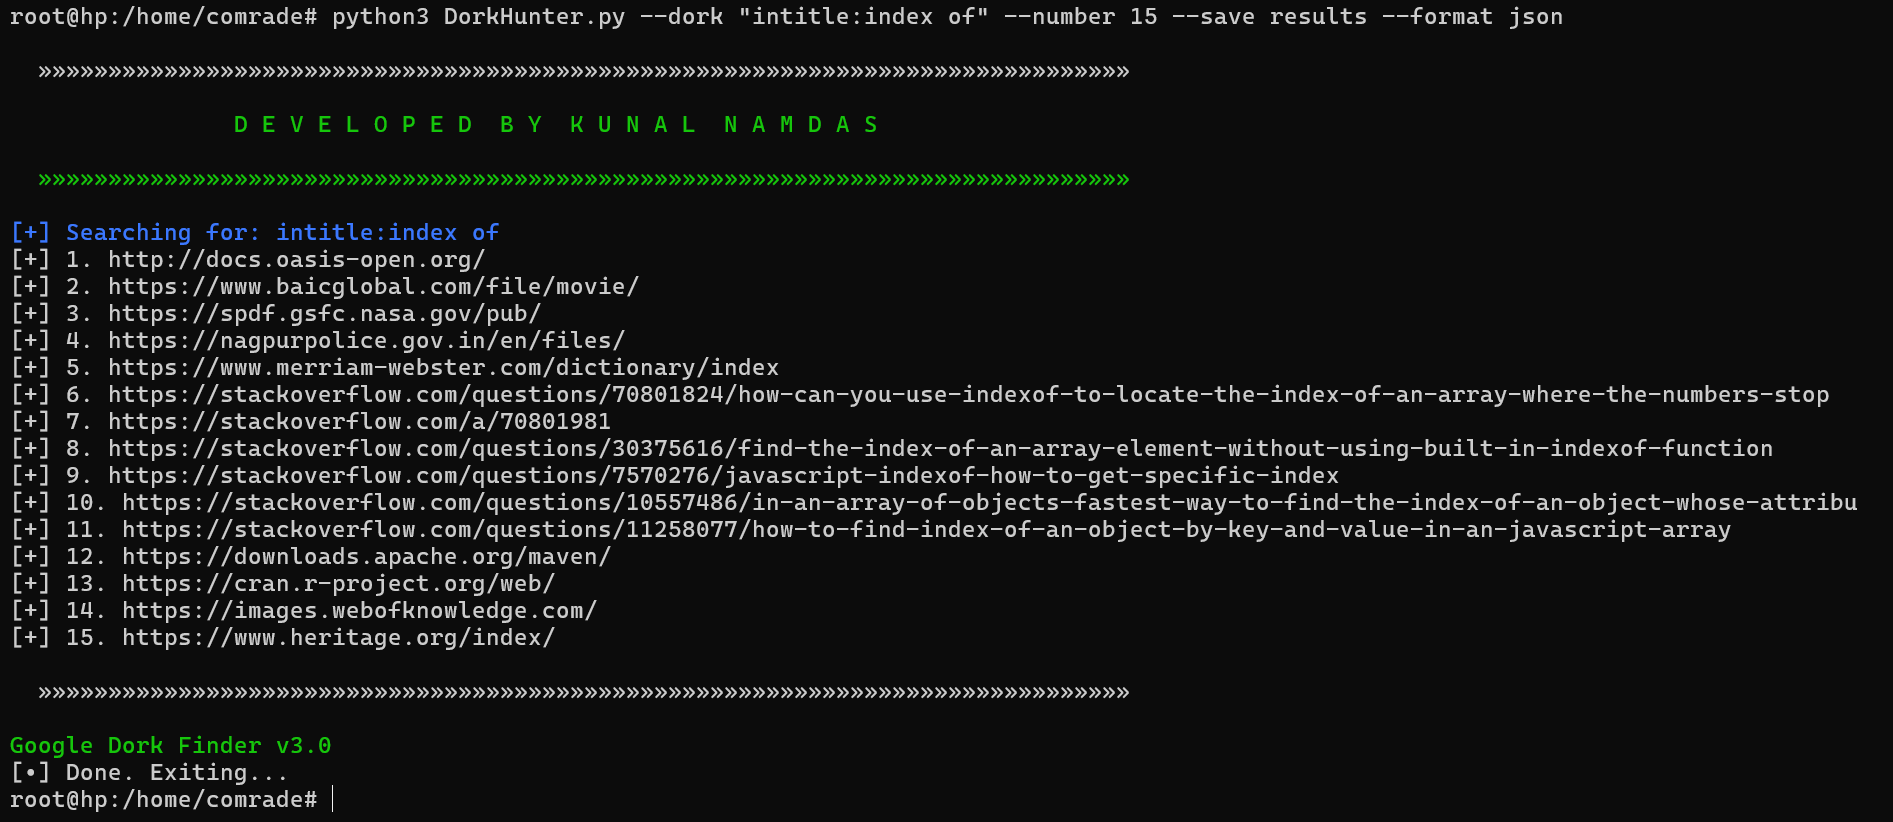 root@hp:/home/comrade# python3 DorkHunter.py --dork "intitle:index of" --number 15 --save results --format json
»»»»»»»»»»»»»»»»»»»»»»»»»»»»»»»»»»»»»»»»»»»»»»»»»»»»»»»»»»»»»»»»»»»»»»»»»»»»»»
D E V E L O P E D  B Y  K U N A L  N A M D A S
»»»»»»»»»»»»»»»»»»»»»»»»»»»»»»»»»»»»»»»»»»»»»»»»»»»»»»»»»»»»»»»»»»»»»»»»»»»»»»
[+] Searching for: intitle:index of
[+] 1. http://docs.oasis-open.org/
[+] 2. https://www.baicglobal.com/file/movie/
[+] 3. https://spdf.gsfc.nasa.gov/pub/
[+] 4. https://nagpurpolice.gov.in/en/files/
[+] 5. https://www.merriam-webster.com/dictionary/index
[+] 6. https://stackoverflow.com/questions/70801824/how-can-you-use-indexof-to-locate-the-index-of-an-array-where-the-numbers-stop
[+] 7. https://stackoverflow.com/a/70801981
[+] 8. https://stackoverflow.com/questions/30375616/find-the-index-of-an-array-element-without-using-built-in-indexof-function
[+] 9. https://stackoverflow.com/questions/7570276/javascript-indexof-how-to-get-specific-index
[+] 10. https://stackoverflow.com/questions/10557486/in-an-array-of-objects-fastest-way-to-find-the-index-of-an-object-whose-attribu
[+] 11. https://stackoverflow.com/questions/11258077/how-to-find-index-of-an-object-by-key-and-value-in-an-javascript-array
[+] 12. https://downloads.apache.org/maven/
[+] 13. https://cran.r-project.org/web/
[+] 14. https://images.webofknowledge.com/
[+] 15. https://www.heritage.org/index/
»»»»»»»»»»»»»»»»»»»»»»»»»»»»»»»»»»»»»»»»»»»»»»»»»»»»»»»»»»»»»»»»»»»»»»»»»»»»»»
Google Dork Finder v3.0
[•] Done. Exiting...
root@hp:/home/comrade#